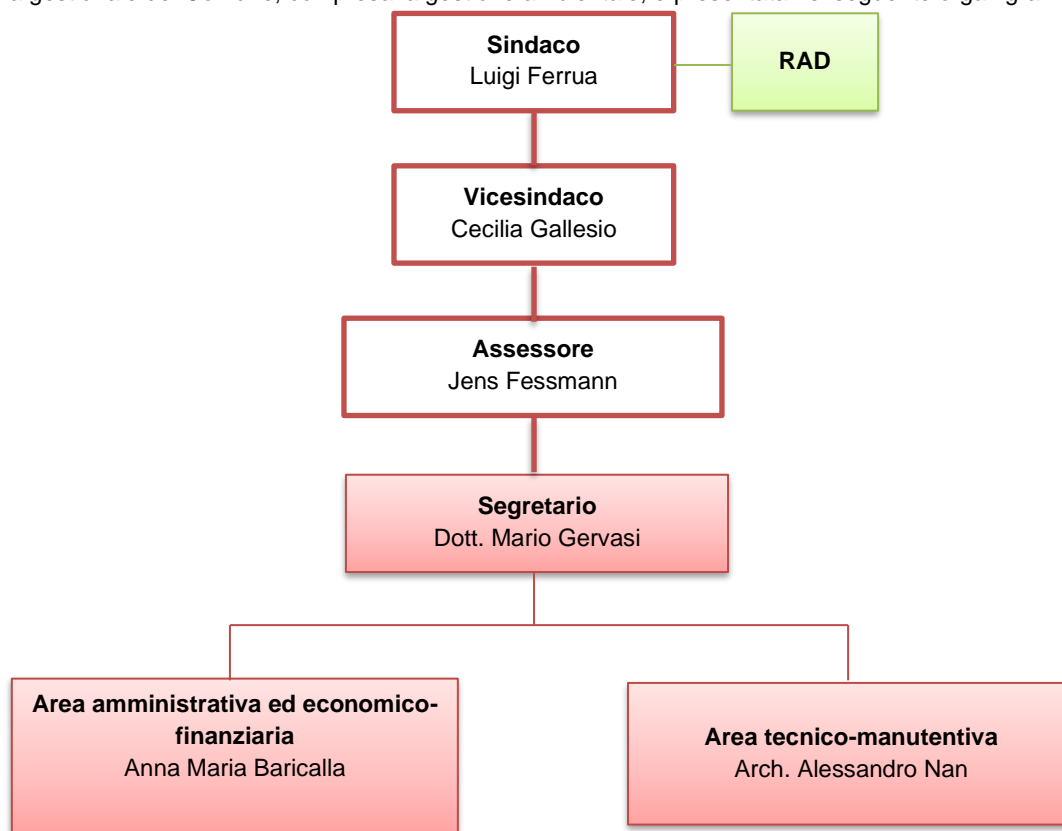 Sindaco
Luigi Ferrua
RAD
Vicesindaco
Cecilia Gallesio
Assessore
Jens Fessmann
Segretario
Dott. Mario Gervasi
Area amministrativa ed economico-
finanziaria
Anna Maria Baricalla
Area tecnico-manutentiva
Arch. Alessandro Nan